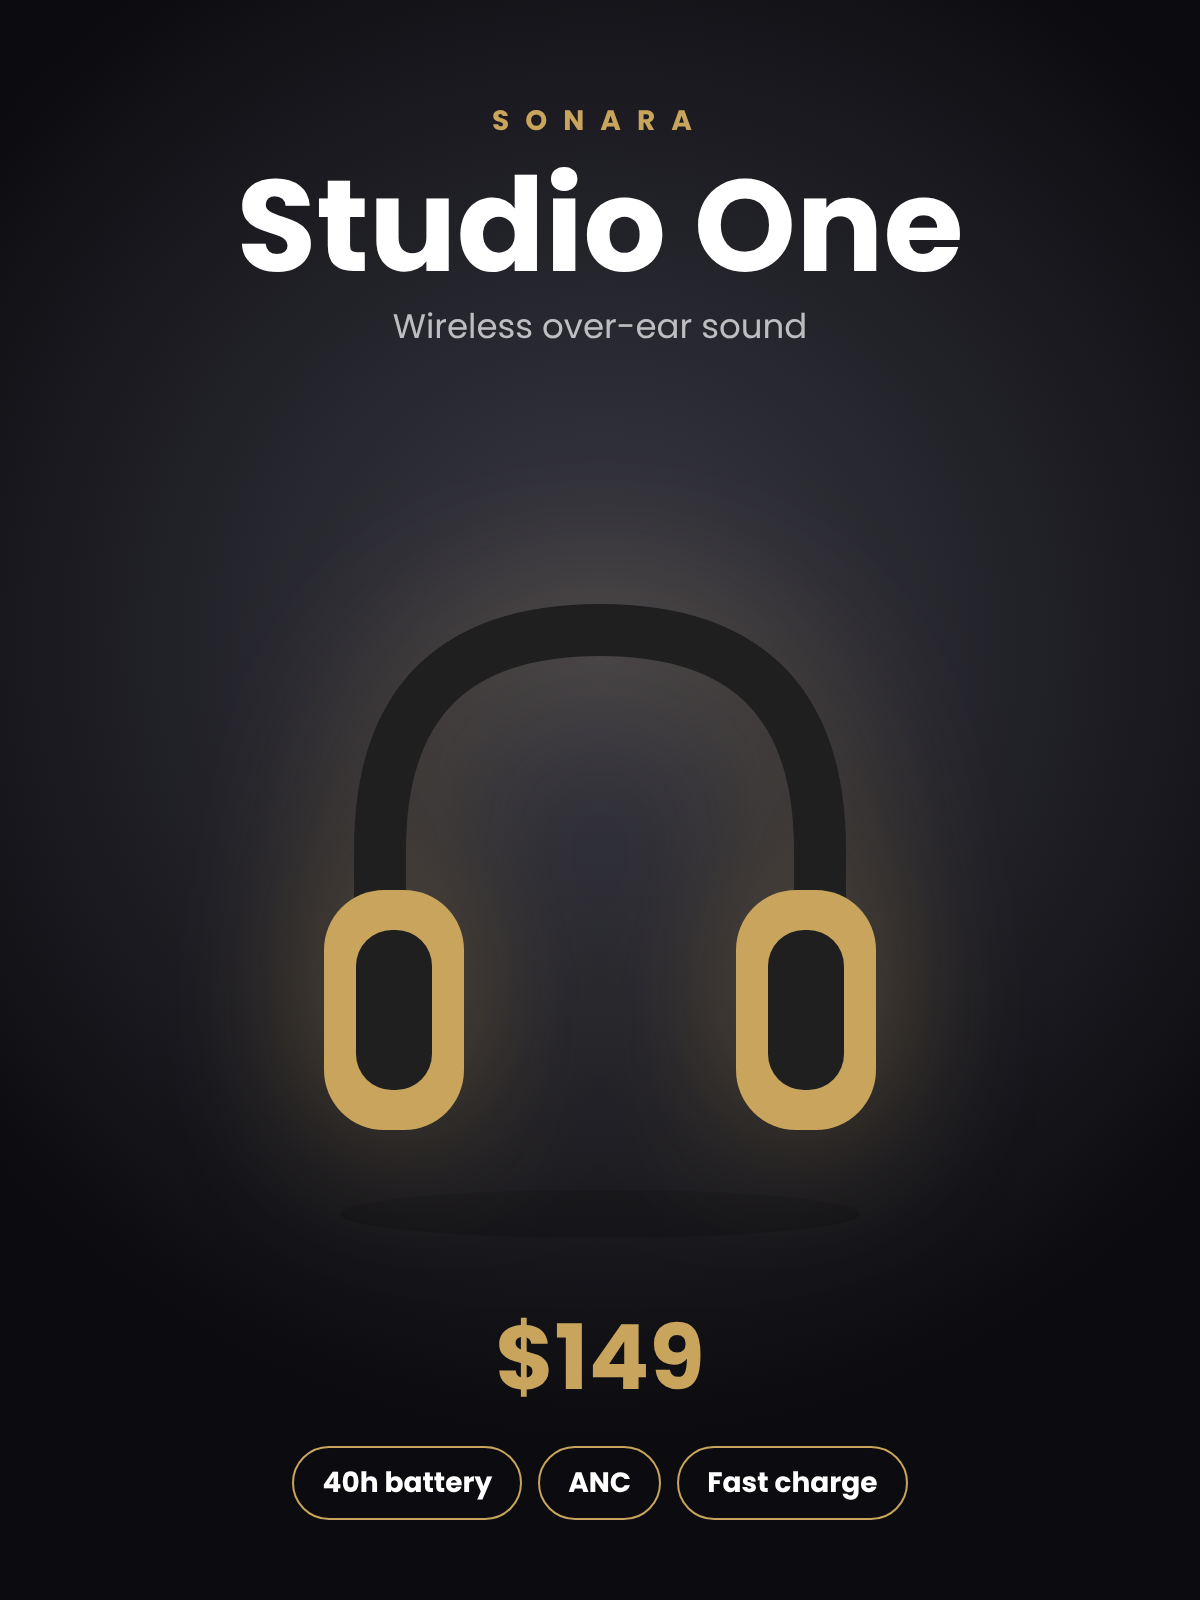 SONARA
Studio One
Wireless over-ear sound
$149
40h battery
ANC
Fast charge